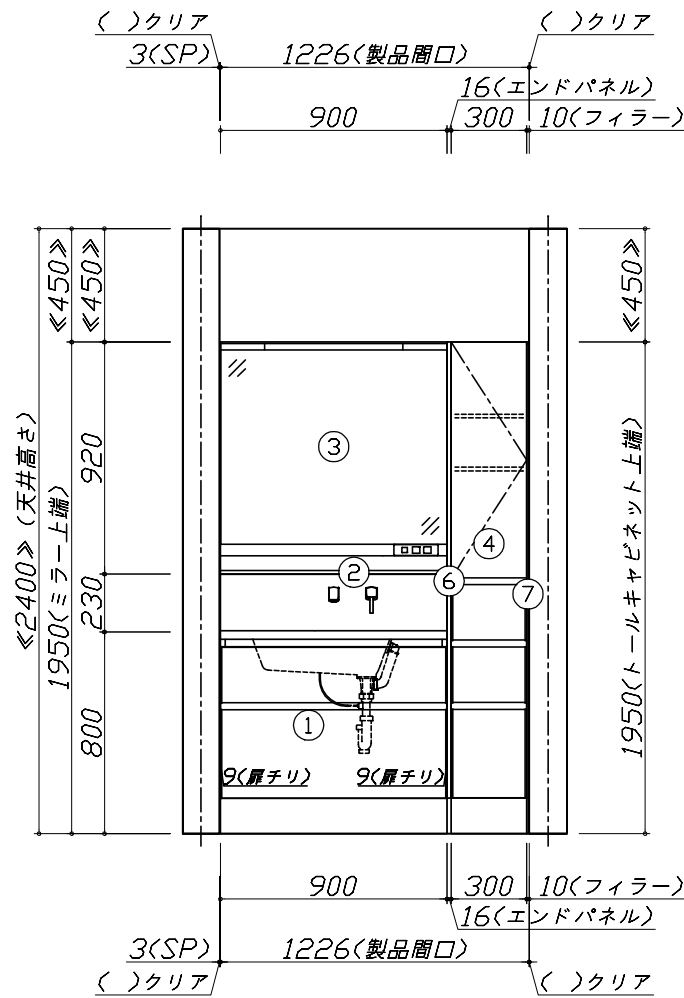 ( )クリア
( )クリア
3(SP)
1226(製品間口)
16(エンドパネル)
900
300
10(フィラー)
≪450≫
≪450≫
≪450≫
≪2400≫(天井高さ)
1950(ミラー上端)
920
230
800
1950(トールキャビネット上端)
3
4
2
6
7
1
9(扉チリ)
9(扉チリ)
900
300
10(フィラー)
16(エンドパネル)
3(SP)
1226(製品間口)
( )クリア
( )クリア